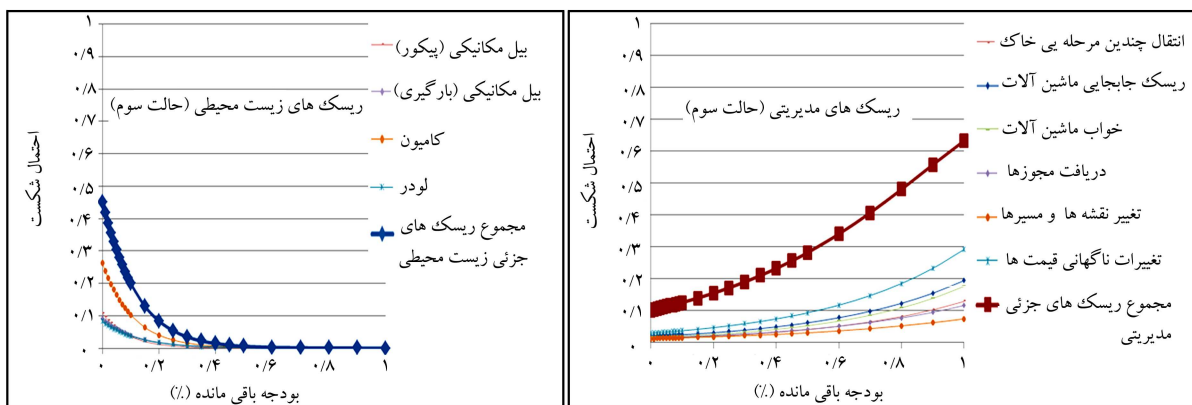 ۱
۰/۹
۰/۸
۰/۷
۰/۶
۰/۵
۰/۴
۰/۳
۰/۲
۰/۱
۰
احتمال شکست
ریسک های زیست محیطی (حالت سوم)
بیل مکانیکی (پیکور)
بیل مکانیکی (بارگیری)
کامیون
لودر
مجموع ریسک های
جزئی زیست محیطی
۰ ۰/۲ ۰/۴ ۰/۶ ۰/۸ ۱
بودجه باقی مانده (٪)
۱
۰/۹
۰/۸
۰/۷
۰/۶
۰/۵
۰/۴
۰/۳
۰/۲
۰/۱
۰
احتمال شکست
ریسک های مدیریتی (حالت سوم)
انتقال چندین مرحله یی خاک
ریسک جابجایی ماشین آلات
خواب ماشین آلات
دریافت مجوزها
تغییر نقشه ها و مسیرها
تغییرات ناگهانی قیمت ها
مجموع ریسک های جزئی
مدیریتی
۰ ۰/۲ ۰/۴ ۰/۶ ۰/۸ ۱
بودجه باقی مانده (٪)